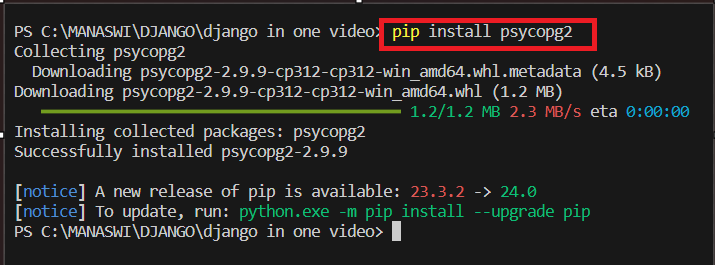 PS C:\MANASWI\DJANGO\django in one video> pip install psycopg2
Collecting psycopg2
  Downloading psycopg2-2.9.9-cp312-cp312-win_amd64.whl.metadata (4.5 kB)
Downloading psycopg2-2.9.9-cp312-cp312-win_amd64.whl (1.2 MB)
1.2/1.2 MB 2.3 MB/s eta 0:00:00
Installing collected packages: psycopg2
Successfully installed psycopg2-2.9.9
[notice] A new release of pip is available: 23.3.2 -> 24.0
[notice] To update, run: python.exe -m pip install --upgrade pip
PS C:\MANASWI\DJANGO\django in one video>